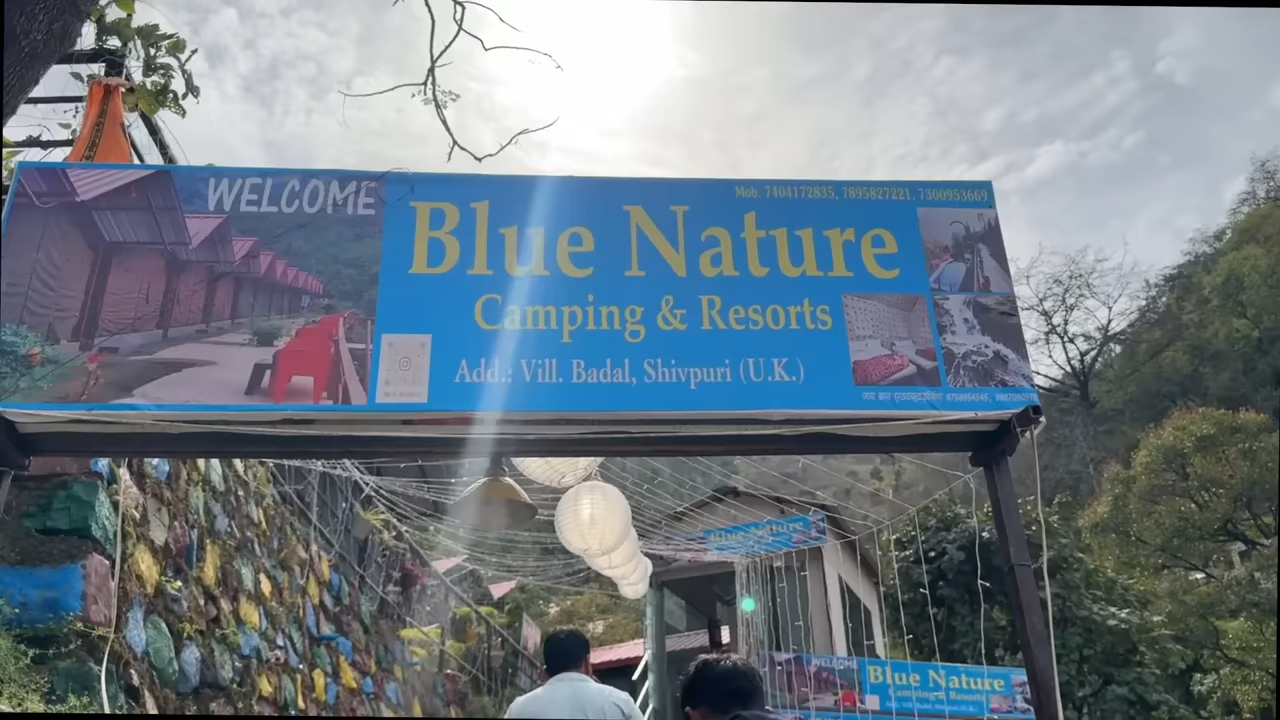 WELCOME
Mob. 7404172835, 7895827221, 7300953669
Blue Nature
Camping & Resorts
Add.: Vill. Badal, Shivpuri (U.K.)
Blue Nature
WELCOME
Blue Nature
Camping & Resorts